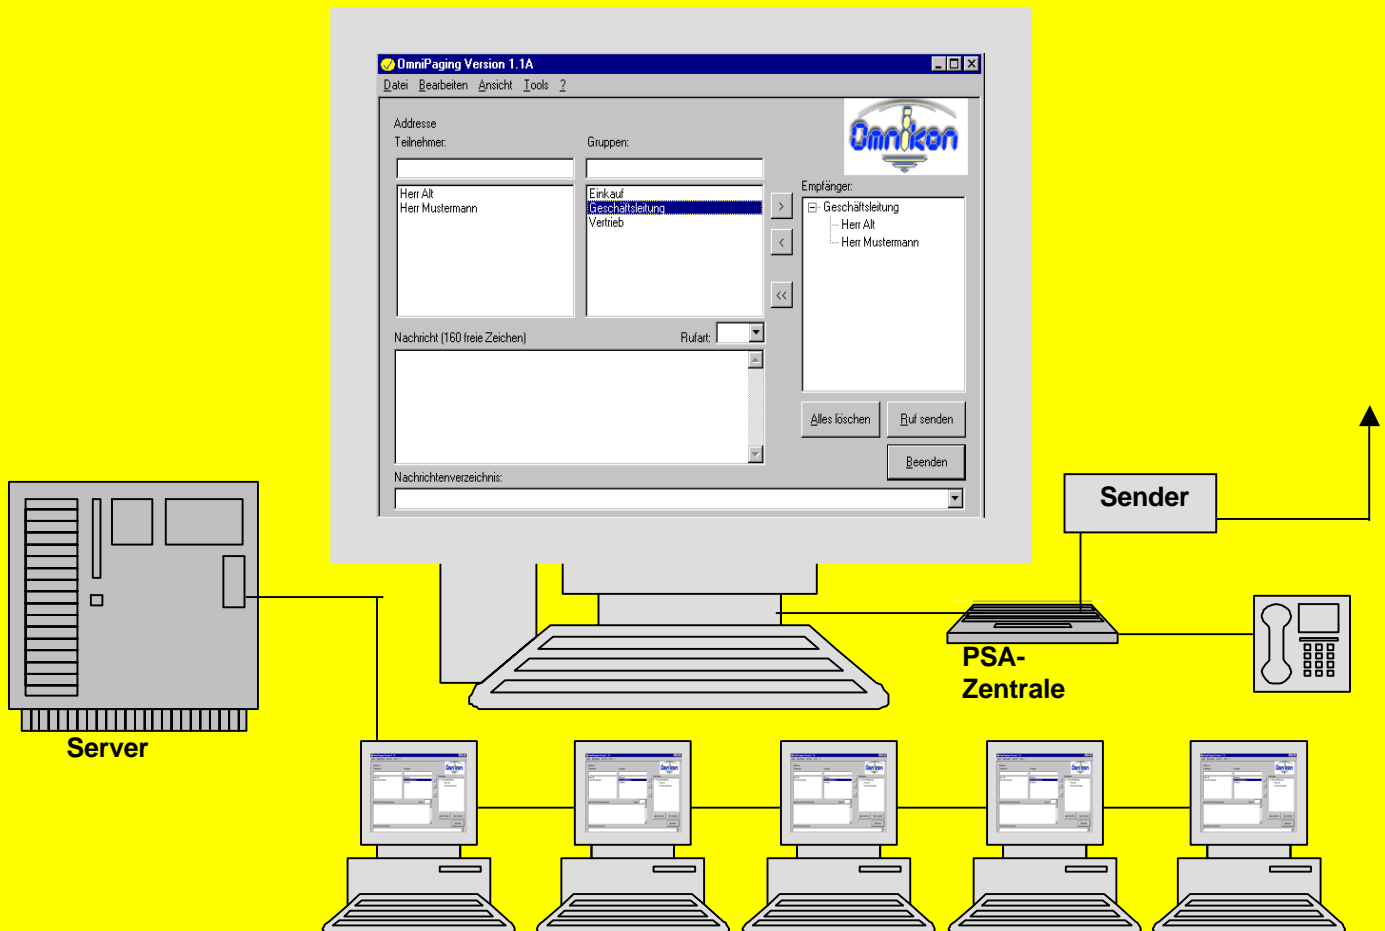 OmniPaging Version 1.1A
Datei Bearbeiten Ansicht Tools ?
Omnikon
Addresse
Teilnehmer:
Gruppen:
Herr Alt
Herr Mustermann
Einkauf
Geschäftsleitung
Vertrieb
>
<
<<
Empfänger:
Geschäftsleitung
Herr Alt
Herr Mustermann
Nachricht (160 freie Zeichen)
Rufart:
Alles löschen
Ruf senden
Beenden
Nachrichtenverzeichnis:
Sender
PSA-
Zentrale
Server